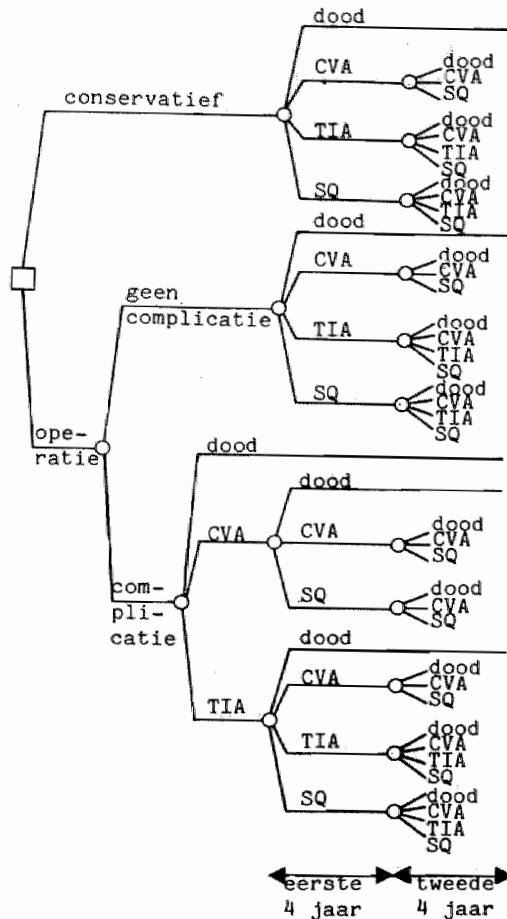 dood
CVA
dood
CVA
SQ
conservatief
TIA
dood
CVA
TIA
SQ
SQ
dood
CVA
TIA
SQ
dood
CVA
dood
CVA
SQ
geen
complicatie
TIA
dood
CVA
TIA
SQ
SQ
dood
CVA
TIA
SQ
ope-
ratie
dood
dood
CVA
CVA
dood
CVA
SQ
SQ
dood
CVA
SQ
com-
pli-
catie
dood
TIA
CVA
dood
CVA
SQ
TIA
dood
CVA
TIA
SQ
SQ
dood
CVA
TIA
SQ
eerste
4 jaar
tweede
4 jaar